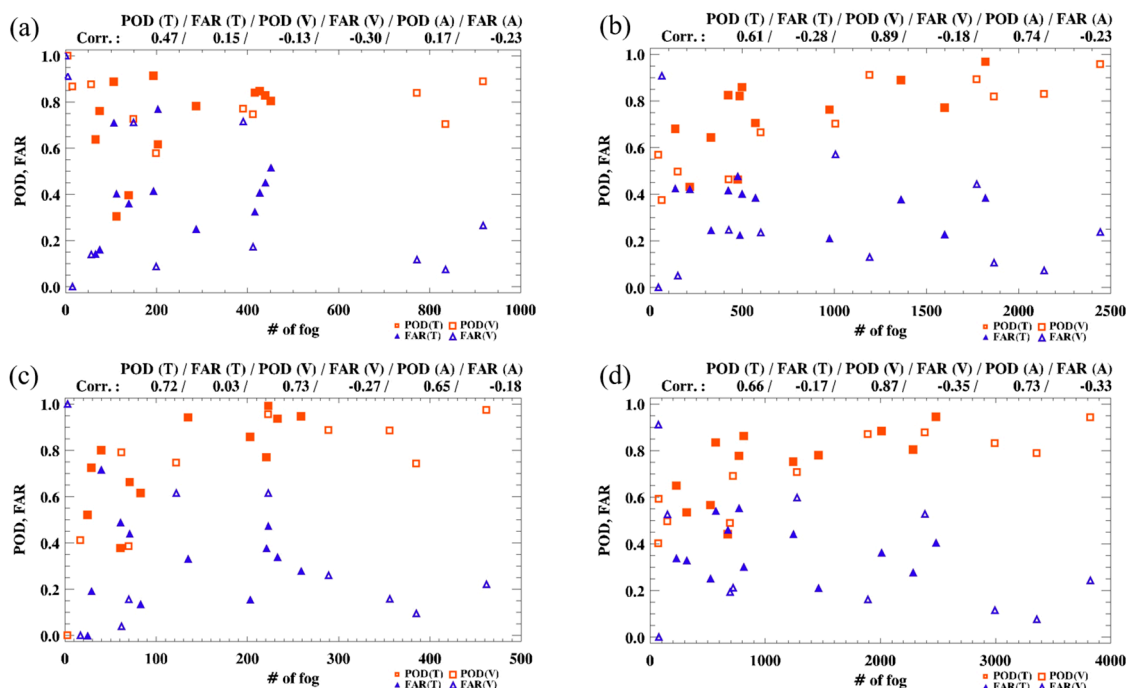 (a)
POD (T) / FAR (T) / POD (V) / FAR (V) / POD (A) / FAR (A)
Corr. : 0.47 / 0.15 / -0.13 / -0.30 / 0.17 / -0.23
1.0
0.8
0.6
0.4
0.2
0.0
POD, FAR
0 200 400 600 800 1000
# of fog
POD(T) POD(V)
FAR(T) FAR(V)
(b)
POD (T) / FAR (T) / POD (V) / FAR (V) / POD (A) / FAR (A)
Corr. : 0.61 / -0.28 / 0.89 / -0.18 / 0.74 / -0.23
1.0
0.8
0.6
0.4
0.2
0.0
POD, FAR
0 500 1000 1500 2000 2500
# of fog
POD(T) POD(V)
FAR(T) FAR(V)
(c)
POD (T) / FAR (T) / POD (V) / FAR (V) / POD (A) / FAR (A)
Corr. : 0.72 / 0.03 / 0.73 / -0.27 / 0.65 / -0.18
1.0
0.8
0.6
0.4
0.2
0.0
POD, FAR
0 100 200 300 400 500
# of fog
POD(T) POD(V)
FAR(T) FAR(V)
(d)
POD (T) / FAR (T) / POD (V) / FAR (V) / POD (A) / FAR (A)
Corr. : 0.66 / -0.17 / 0.87 / -0.35 / 0.73 / -0.33
1.0
0.8
0.6
0.4
0.2
0.0
POD, FAR
0 1000 2000 3000 4000
# of fog
POD(T) POD(V)
FAR(T) FAR(V)